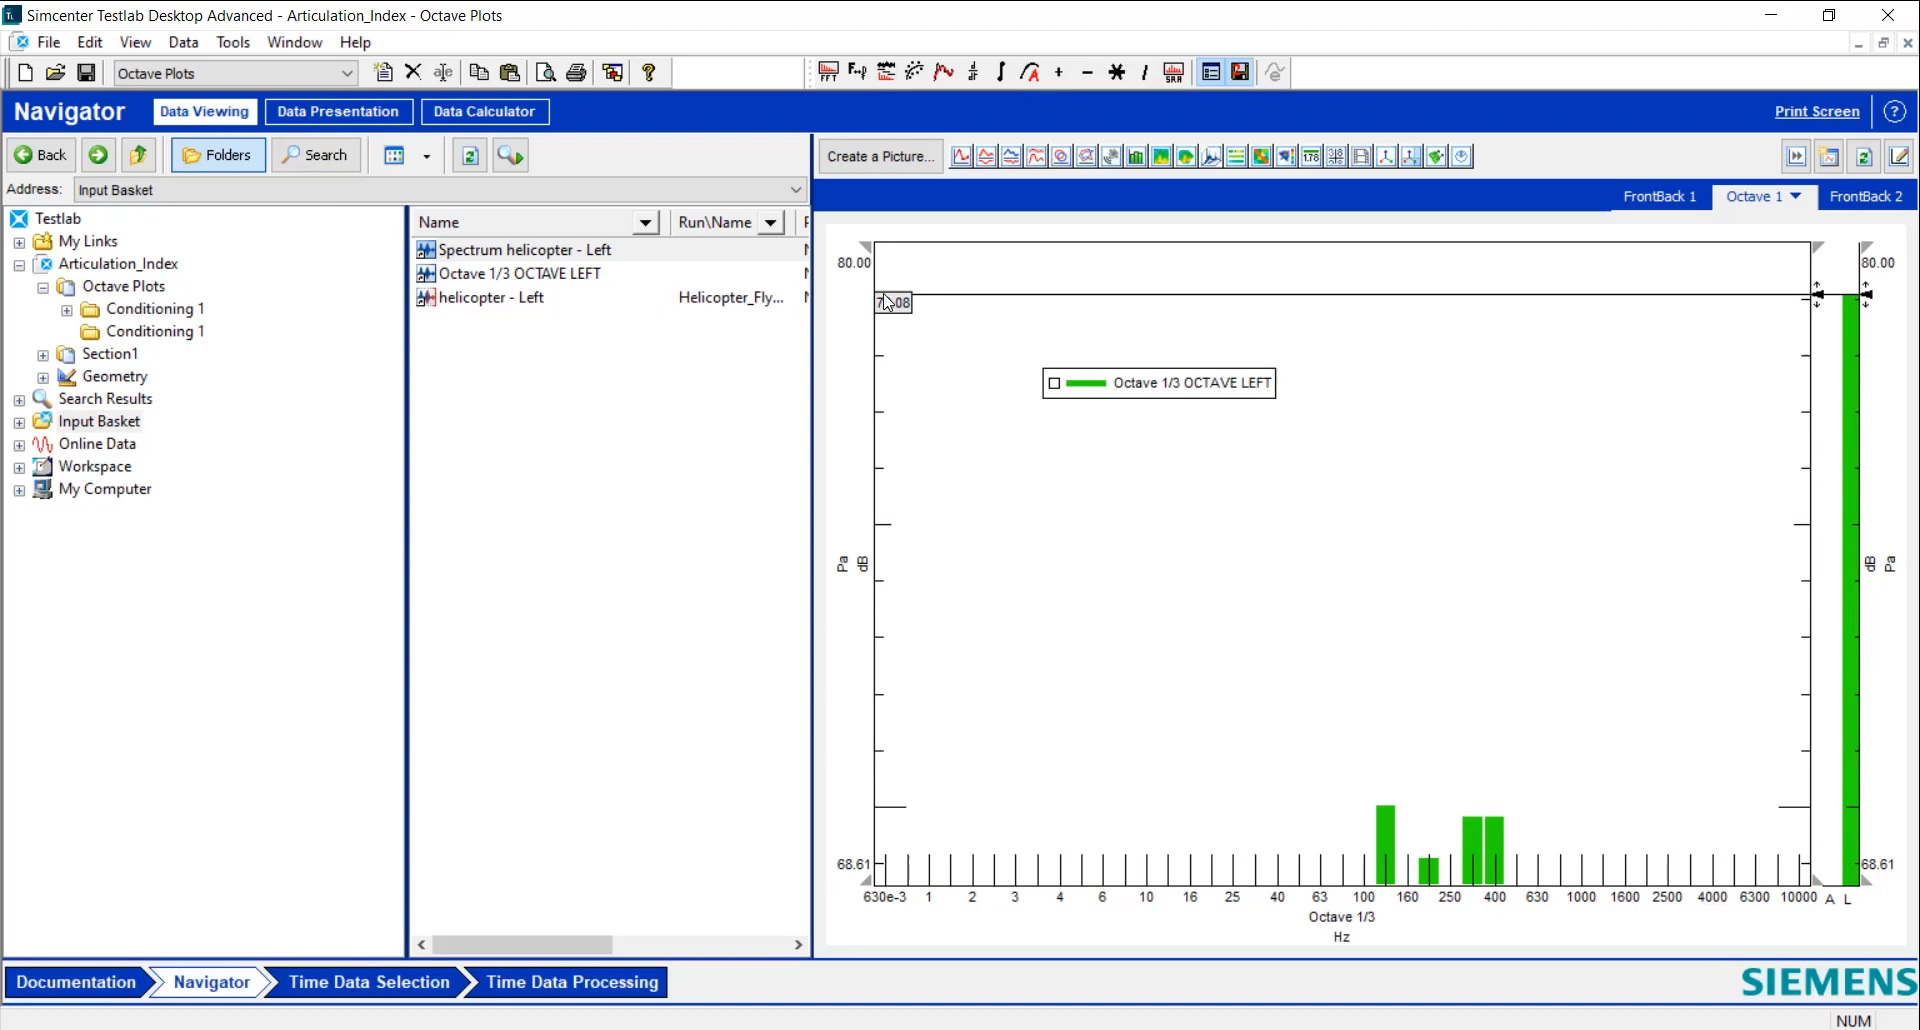 Simcenter Testlab Desktop Advanced - Articulation_Index - Octave Plots
File Edit View Data Tools Window Help
Octave Plots
Navigator Data Viewing Data Presentation Data Calculator Print Screen
Back Folders Search Create a Picture...
Address: Input Basket
FrontBack 1 Octave 1 FrontBack 2
Testlab
My Links
Articulation_Index
Octave Plots
Conditioning 1
Conditioning 1
Section1
Geometry
Search Results
Input Basket
Online Data
Workspace
My Computer
Name Run\Name
Spectrum helicopter - Left
Octave 1/3 OCTAVE LEFT
helicopter - Left Helicopter_Fly...
80.00 80.00
Octave 1/3 OCTAVE LEFT
Pa dB dB Pa
68.61 68.61
630e-3 1 2 3 4 6 10 16 25 40 63 100 160 250 400 630 1000 1600 2500 4000 6300 10000 A L
Octave 1/3
Hz
Documentation Navigator Time Data Selection Time Data Processing
SIEMENS
NUM